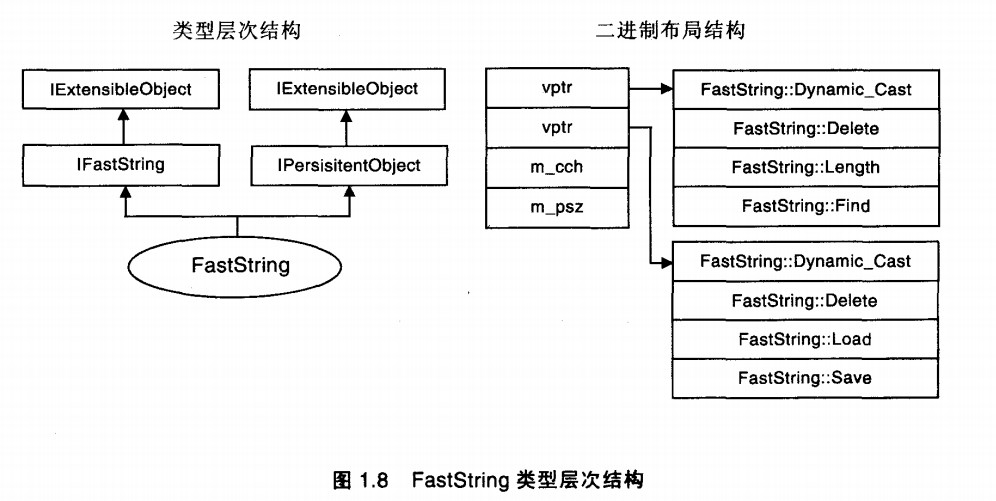 类型层次结构
二进制布局结构
IExtensibleObject
IExtensibleObject
IFastString
IPersisitentObject
FastString
vptr
vptr
m_cch
m_psz
FastString::Dynamic_Cast
FastString::Delete
FastString::Length
FastString::Find
FastString::Dynamic_Cast
FastString::Delete
FastString::Load
FastString::Save
图 1.8 FastString 类型层次结构